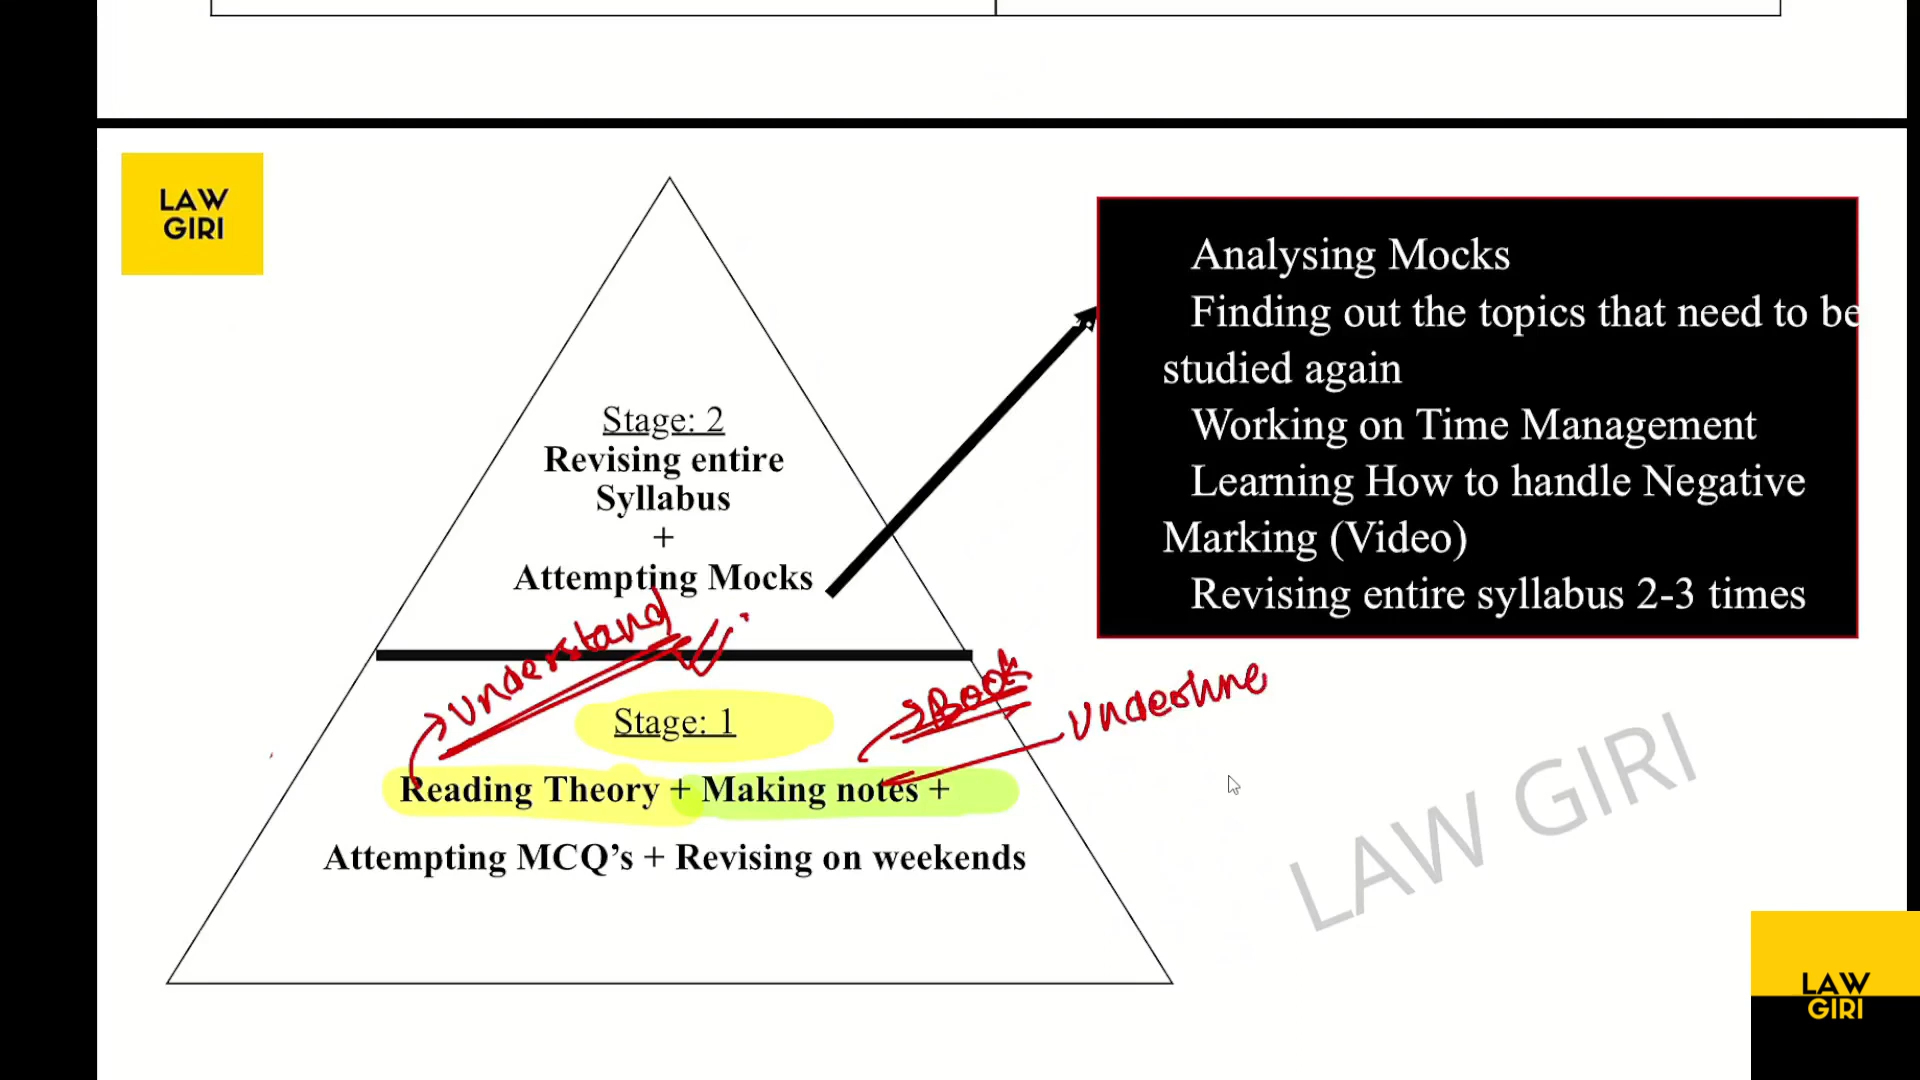 LAW
GIRI
Analysing Mocks
Finding out the topics that need to be
studied again
Working on Time Management
Learning How to handle Negative
Marking (Video)
Revising entire syllabus 2-3 times
Stage: 2
Revising entire
Syllabus
+
Attempting Mocks
Understand
Stage: 1
Book
Underline
Reading Theory + Making notes +
Attempting MCQ’s + Revising on weekends
LAW GIRI
LAW
GIRI